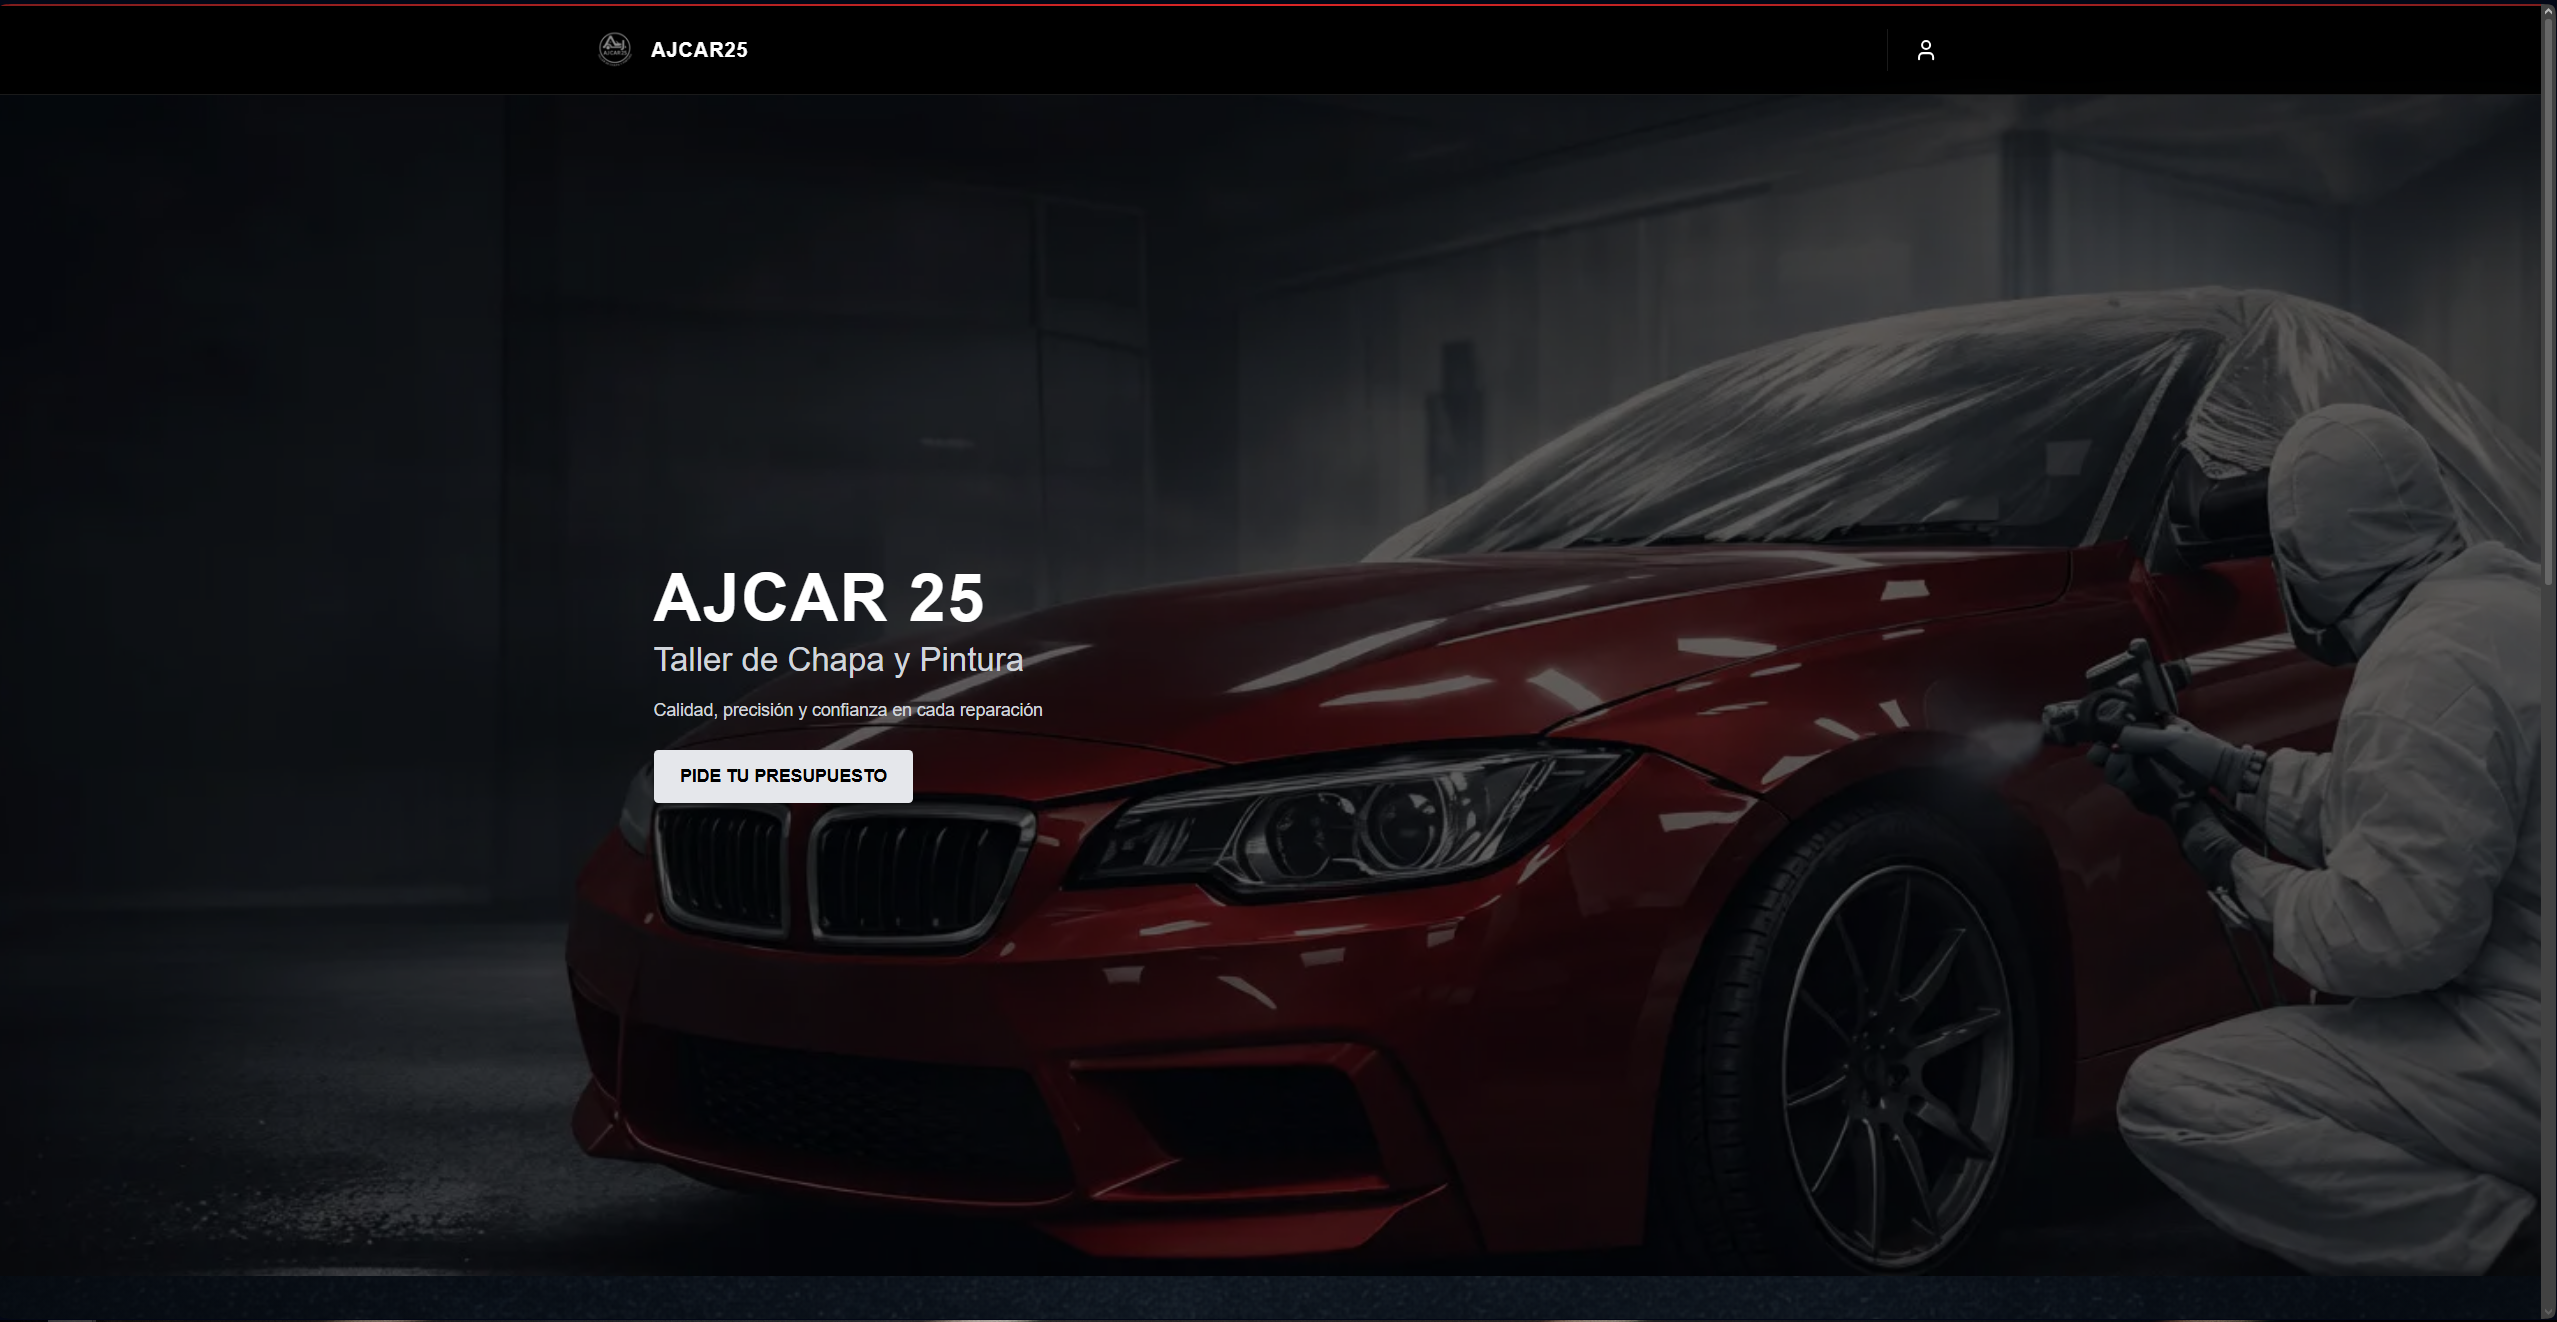 AJCAR25
AJCAR 25
Taller de Chapa y Pintura
Calidad, precisión y confianza en cada reparación
PIDE TU PRESUPUESTO